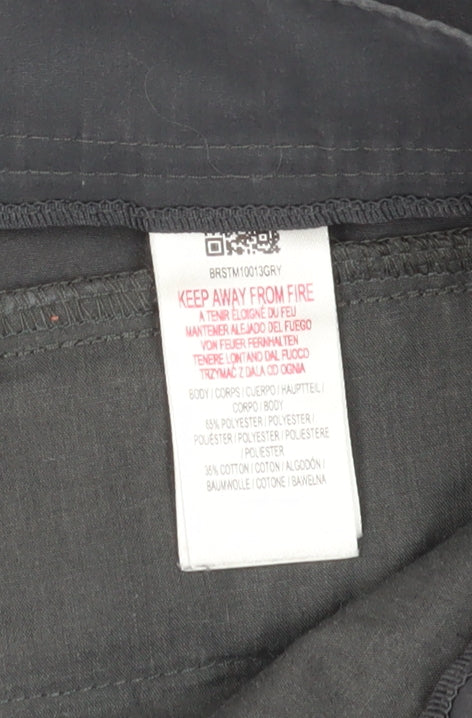 BRSTM10013GRY
KEEP AWAY FROM FIRE
A TENIR ÉLOIGNÉ DU FEU
MANTENER ALEJADO DEL FUEGO
VON FEUER FERNHALTEN
TENERE LONTANO DAL FUOCO
TRZYMAĆ Z DALA OD OGNIA
BODY / CORPS / CUERPO / HAUPTTEIL /
CORPO / BODY
65% POLYESTER / POLYESTER /
POLIÉSTER / POLYESTER / POLIESTERE
/ POLIESTER
35% COTTON / COTON / ALGODÓN /
BAUMWOLLE / COTONE / BAWEŁNA